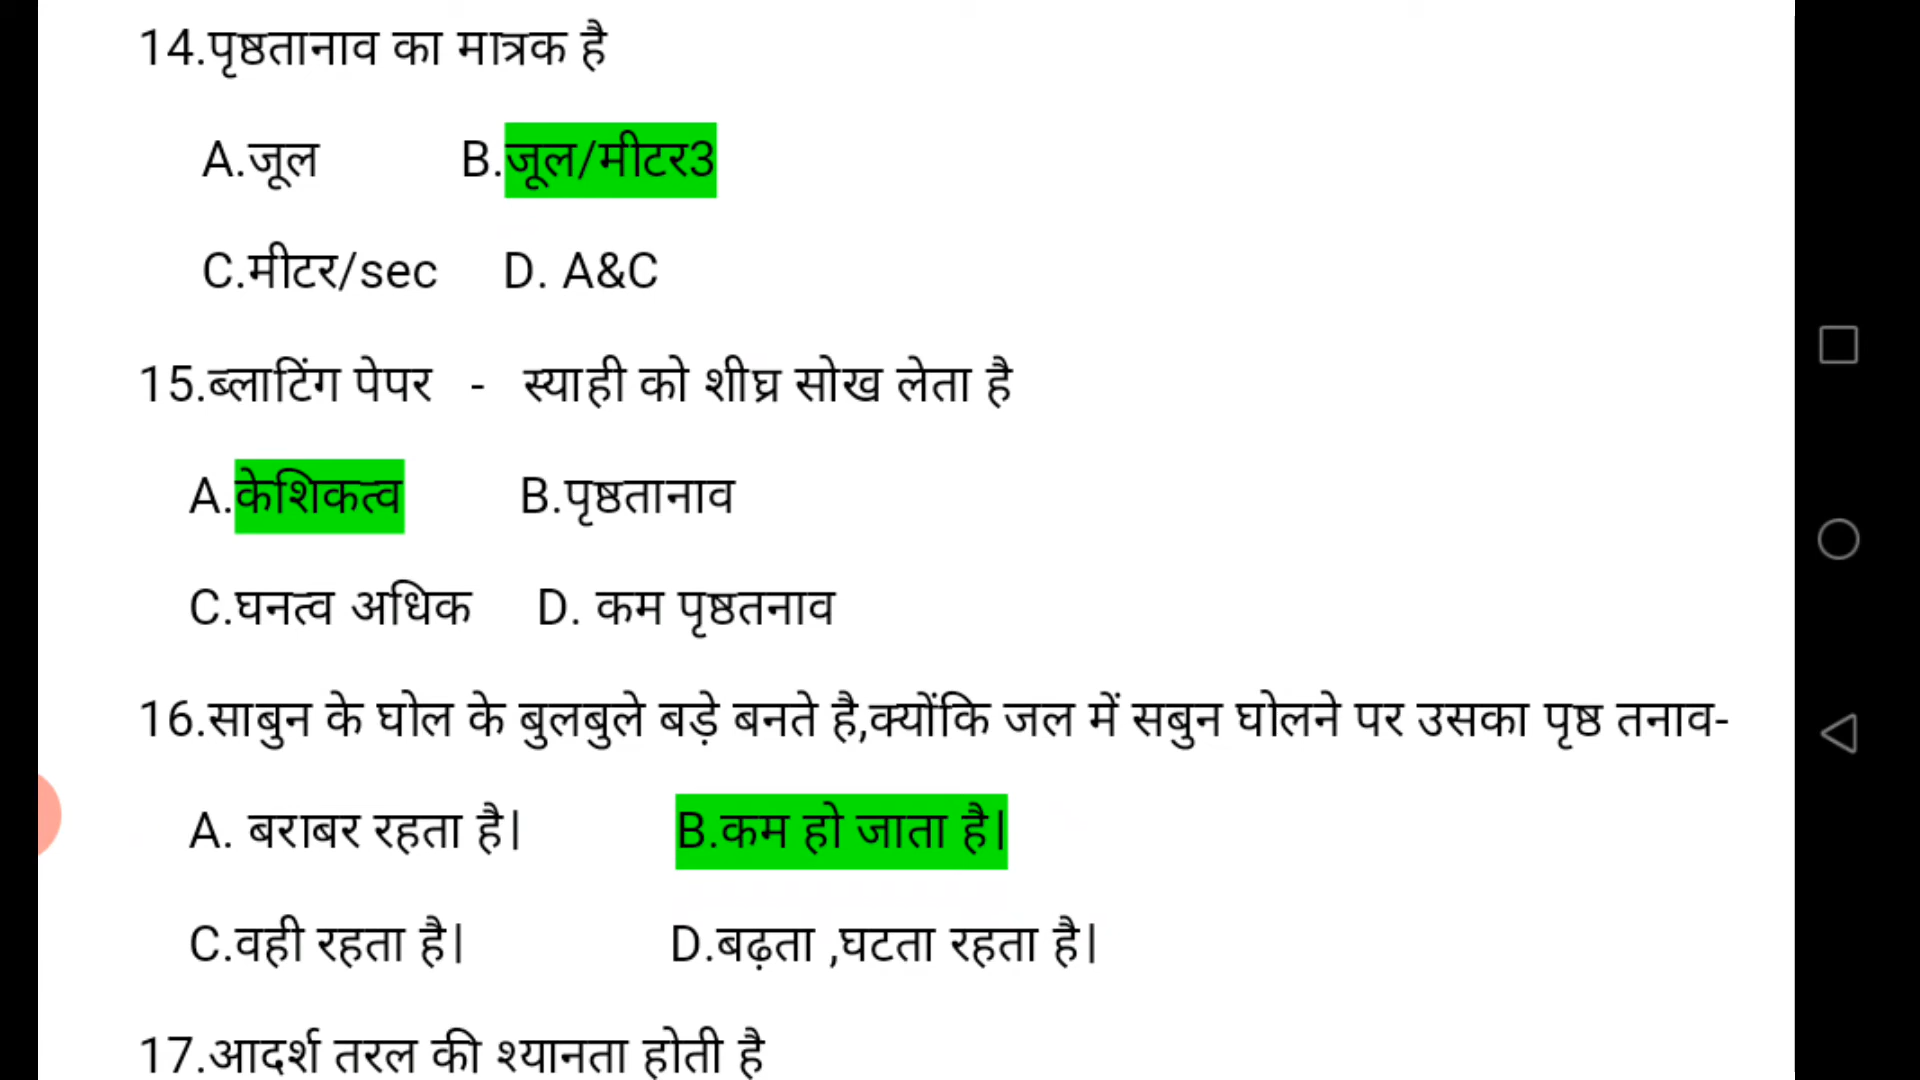 14.पृष्ठतानाव का मात्रक है
A.जूल B.जूल/मीटर3
C.मीटर/sec D. A&C
15.ब्लाटिंग पेपर - स्याही को शीघ्र सोख लेता है
A.केशिकत्व B.पृष्ठतानाव
C.घनत्व अधिक D. कम पृष्ठतनाव
16.साबुन के घोल के बुलबुले बड़े बनते है,क्योंकि जल में सबुन घोलने पर उसका पृष्ठ तनाव-
A. बराबर रहता है| B.कम हो जाता है|
C.वही रहता है| D.बढ़ता ,घटता रहता है|
17.आदर्श तरल की श्यानता होती है